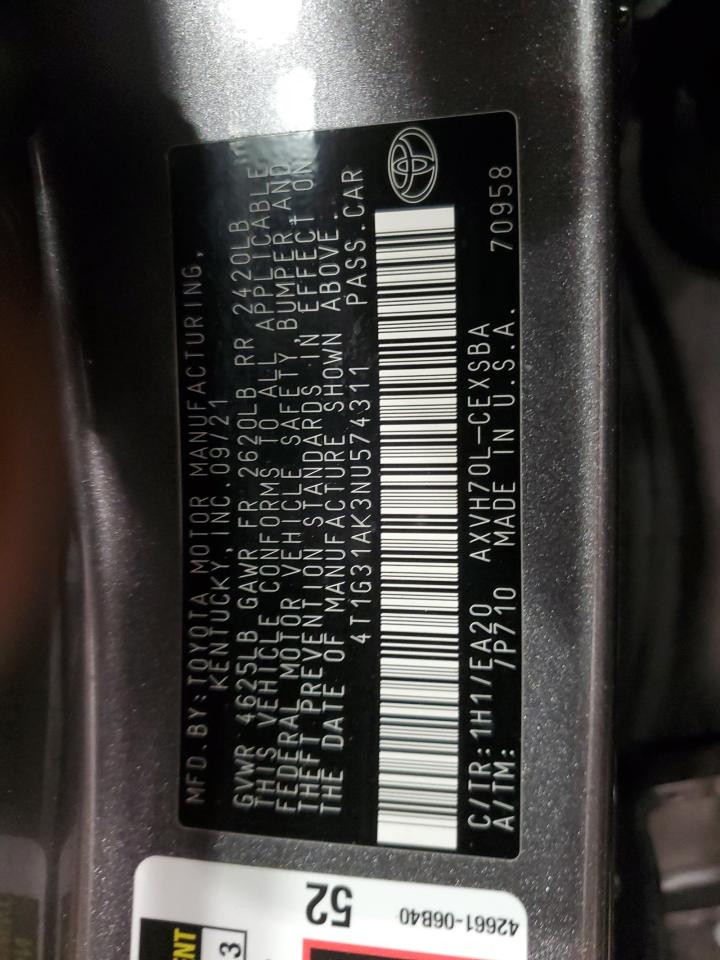 MFD.BY:TOYOTA MOTOR MANUFACTURING,
KENTUCKY, INC. 09/21
GVWR 4625LB GAWR FR 2620LB RR 2420LB
THIS VEHICLE CONFORMS TO ALL APPLICABLE
FEDERAL MOTOR VEHICLE SAFETY, BUMPER AND
THEFT PREVENTION STANDARDS IN EFFECT ON
THE DATE OF MANUFACTURE SHOWN ABOVE.
4T1G31AK3NU574311 PASS.CAR
C/TR:1H1/EA20 AXVH70L-CEXSBA 70958
A/TM: /P710 MADE IN U.S.A.
52
42661-06B40
3